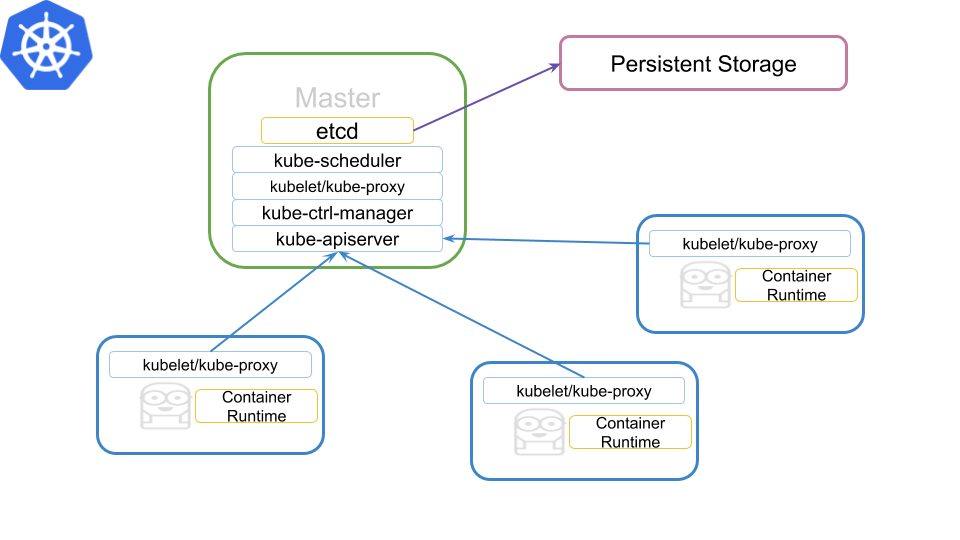 Persistent Storage
Master
etcd
kube-scheduler
kubelet/kube-proxy
kube-ctrl-manager
kube-apiserver
kubelet/kube-proxy
Container
Runtime
kubelet/kube-proxy
Container
Runtime
kubelet/kube-proxy
Container
Runtime